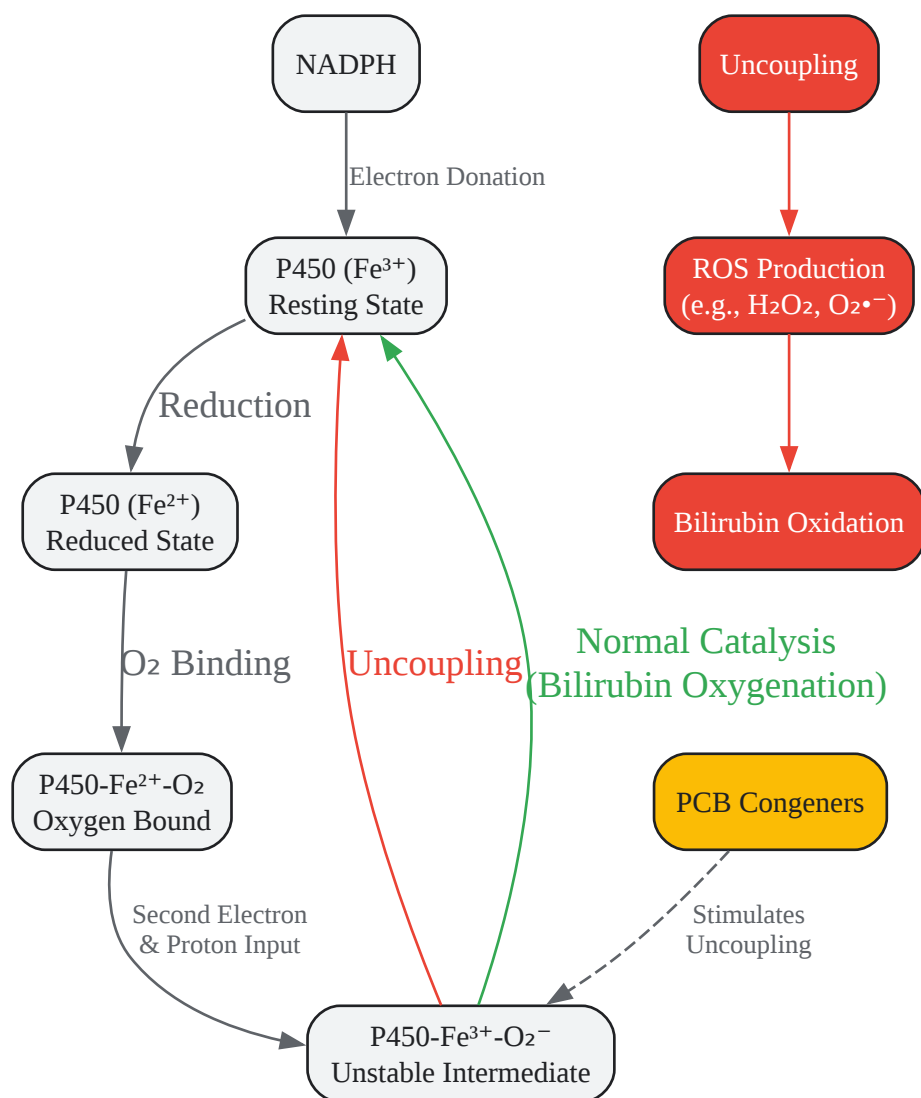 NADPH
Uncoupling
Electron Donation
P450 (Fe³⁺)
Resting State
ROS Production
(e.g., H₂O₂, O₂•⁻)
Reduction
P450 (Fe²⁺)
Reduced State
Bilirubin Oxidation
O₂ Binding
Uncoupling
Normal Catalysis
(Bilirubin Oxygenation)
P450-Fe²⁺-O₂
Oxygen Bound
PCB Congeners
Second Electron
& Proton Input
Stimulates
Uncoupling
P450-Fe³⁺-O₂⁻
Unstable Intermediate